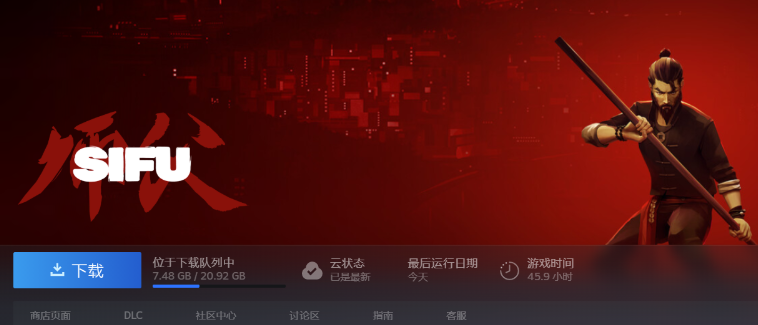 师父
SIFU
下载
位于下载队列中
7.48 GB / 20.92 GB
云状态
已是最新
最后运行日期
今天
游戏时间
45.9 小时
商店页面 DLC 社区中心 讨论区 指南 客服